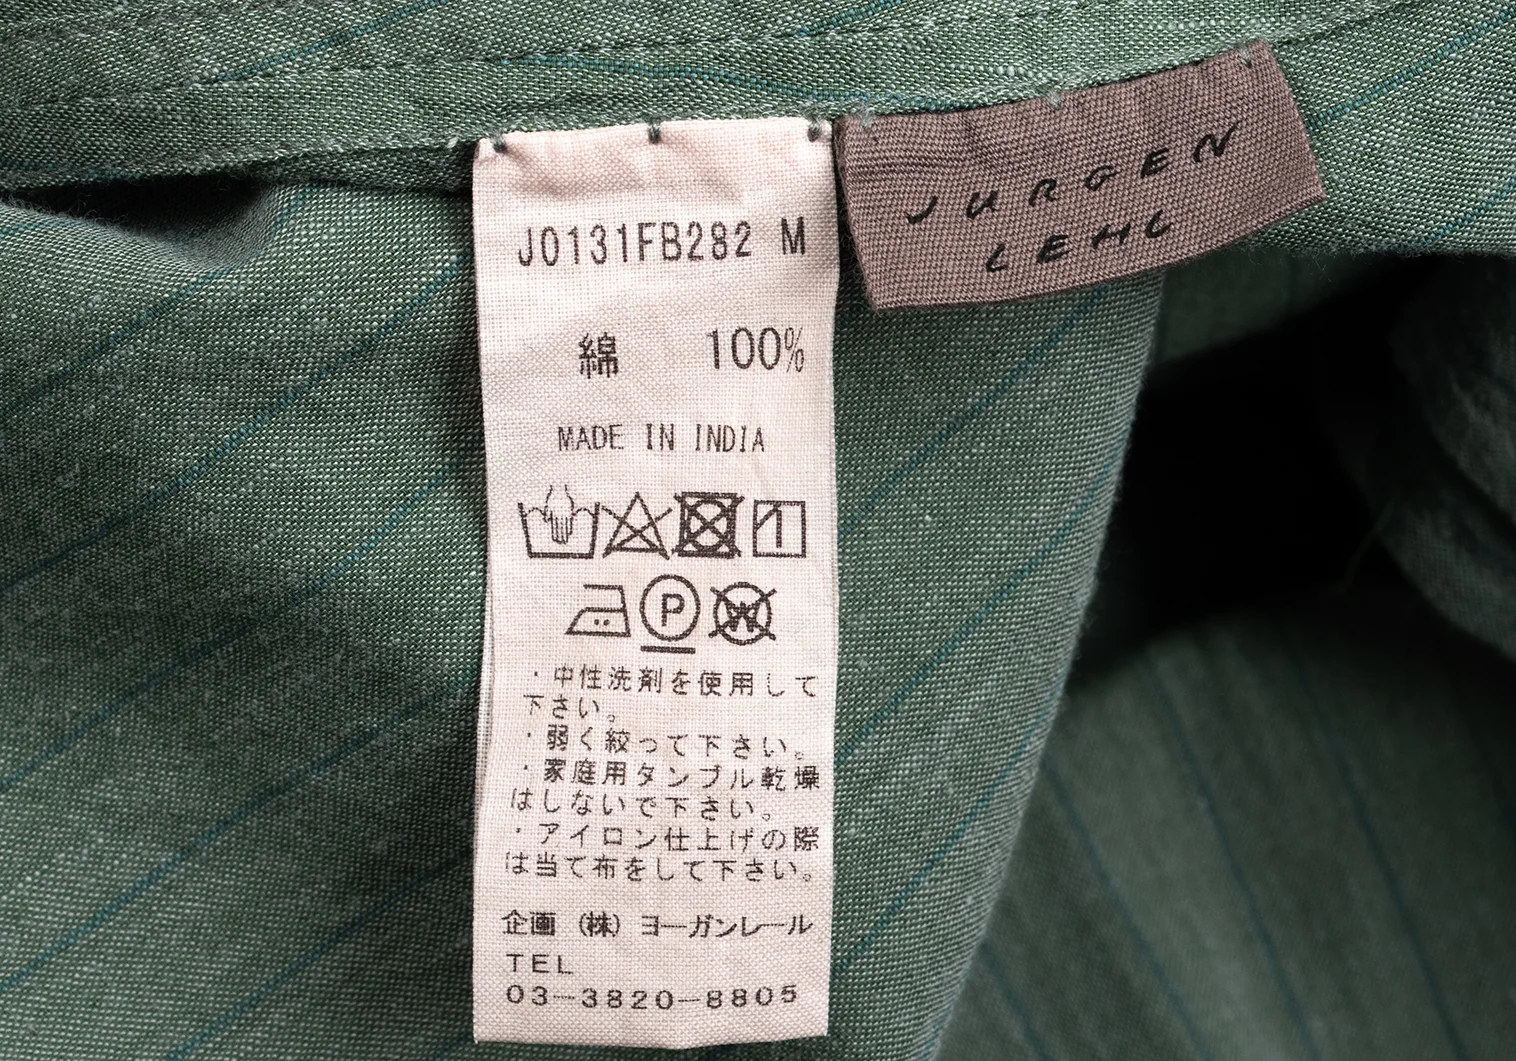 J0131FB282 M
綿 100%
MADE IN INDIA
P
W
・中性洗剤を使用して
下さい。
・弱く絞って下さい。
・家庭用タンブル乾燥
はしないで下さい。
・アイロン仕上げの際
は当て布をして下さい。
企画 (株) ヨーガンレール
TEL
03-3820-8805
JURGEN
LEHL